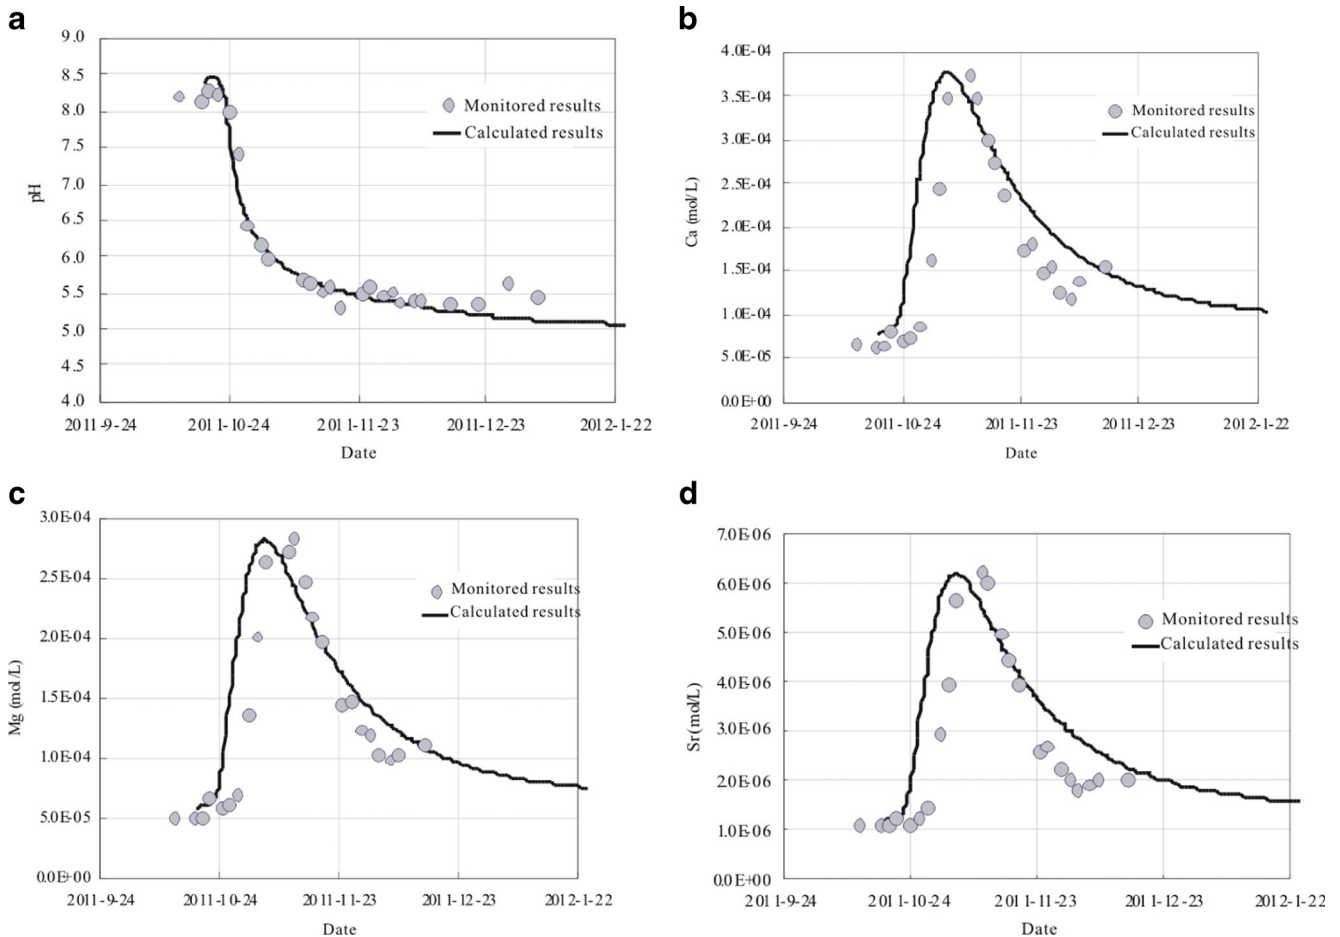 a
9.0
8.5
8.0
7.5
7.0
6.5
6.0
5.5
5.0
4.5
4.0
pH
Monitored results
Calculated results
2011-9-24
2011-10-24
2011-11-23
2011-12-23
2012-1-22
Date
b
4.0E-04
3.5E-04
3.0E-04
2.5E-04
2.0E-04
1.5E-04
1.0E-04
5.0E-05
0.0E+00
Ca (mol/L)
Monitored results
Calculated results
2011-9-24
2011-10-24
2011-11-23
2011-12-23
2012-1-22
Date
c
3.0E-04
2.5E-04
2.0E-04
1.5E-04
1.0E-04
5.0E-05
0.0E+00
Mg (mol/L)
Monitored results
Calculated results
2011-9-24
2011-10-24
2011-11-23
2011-12-23
2012-1-22
Date
d
7.0E-06
6.0E-06
5.0E-06
4.0E-06
3.0E-06
2.0E-06
1.0E-06
0.0E+00
Sr(mol/L)
Monitored results
Calculated results
2011-9-24
2011-10-24
2011-11-23
2011-12-23
2012-1-22
Date